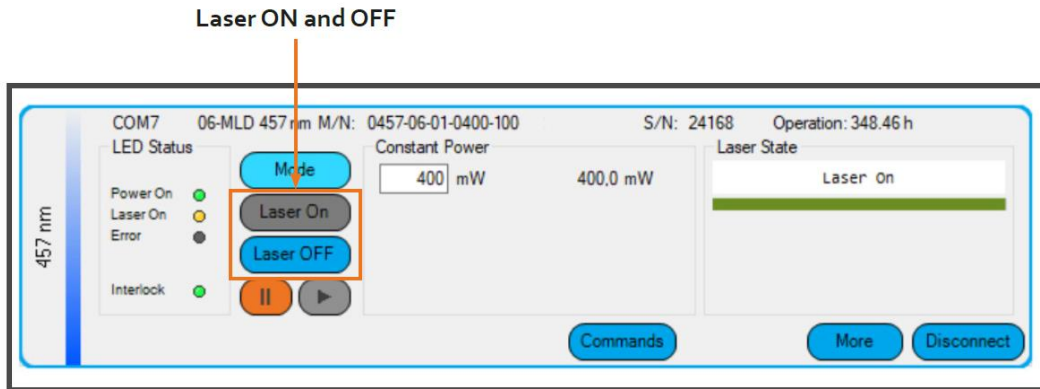 Laser ON and OFF
COM7 06-MLD 457 nm M/N: 0457-06-01-0400-100 S/N: 24168 Operation: 348.46 h
LED Status
Constant Power
Laser State
Mode
400 mW 400,0 mW
Laser On
Power On
Laser On
Laser On
Error
Laser OFF
457 nm
Interlock
Commands
More
Disconnect